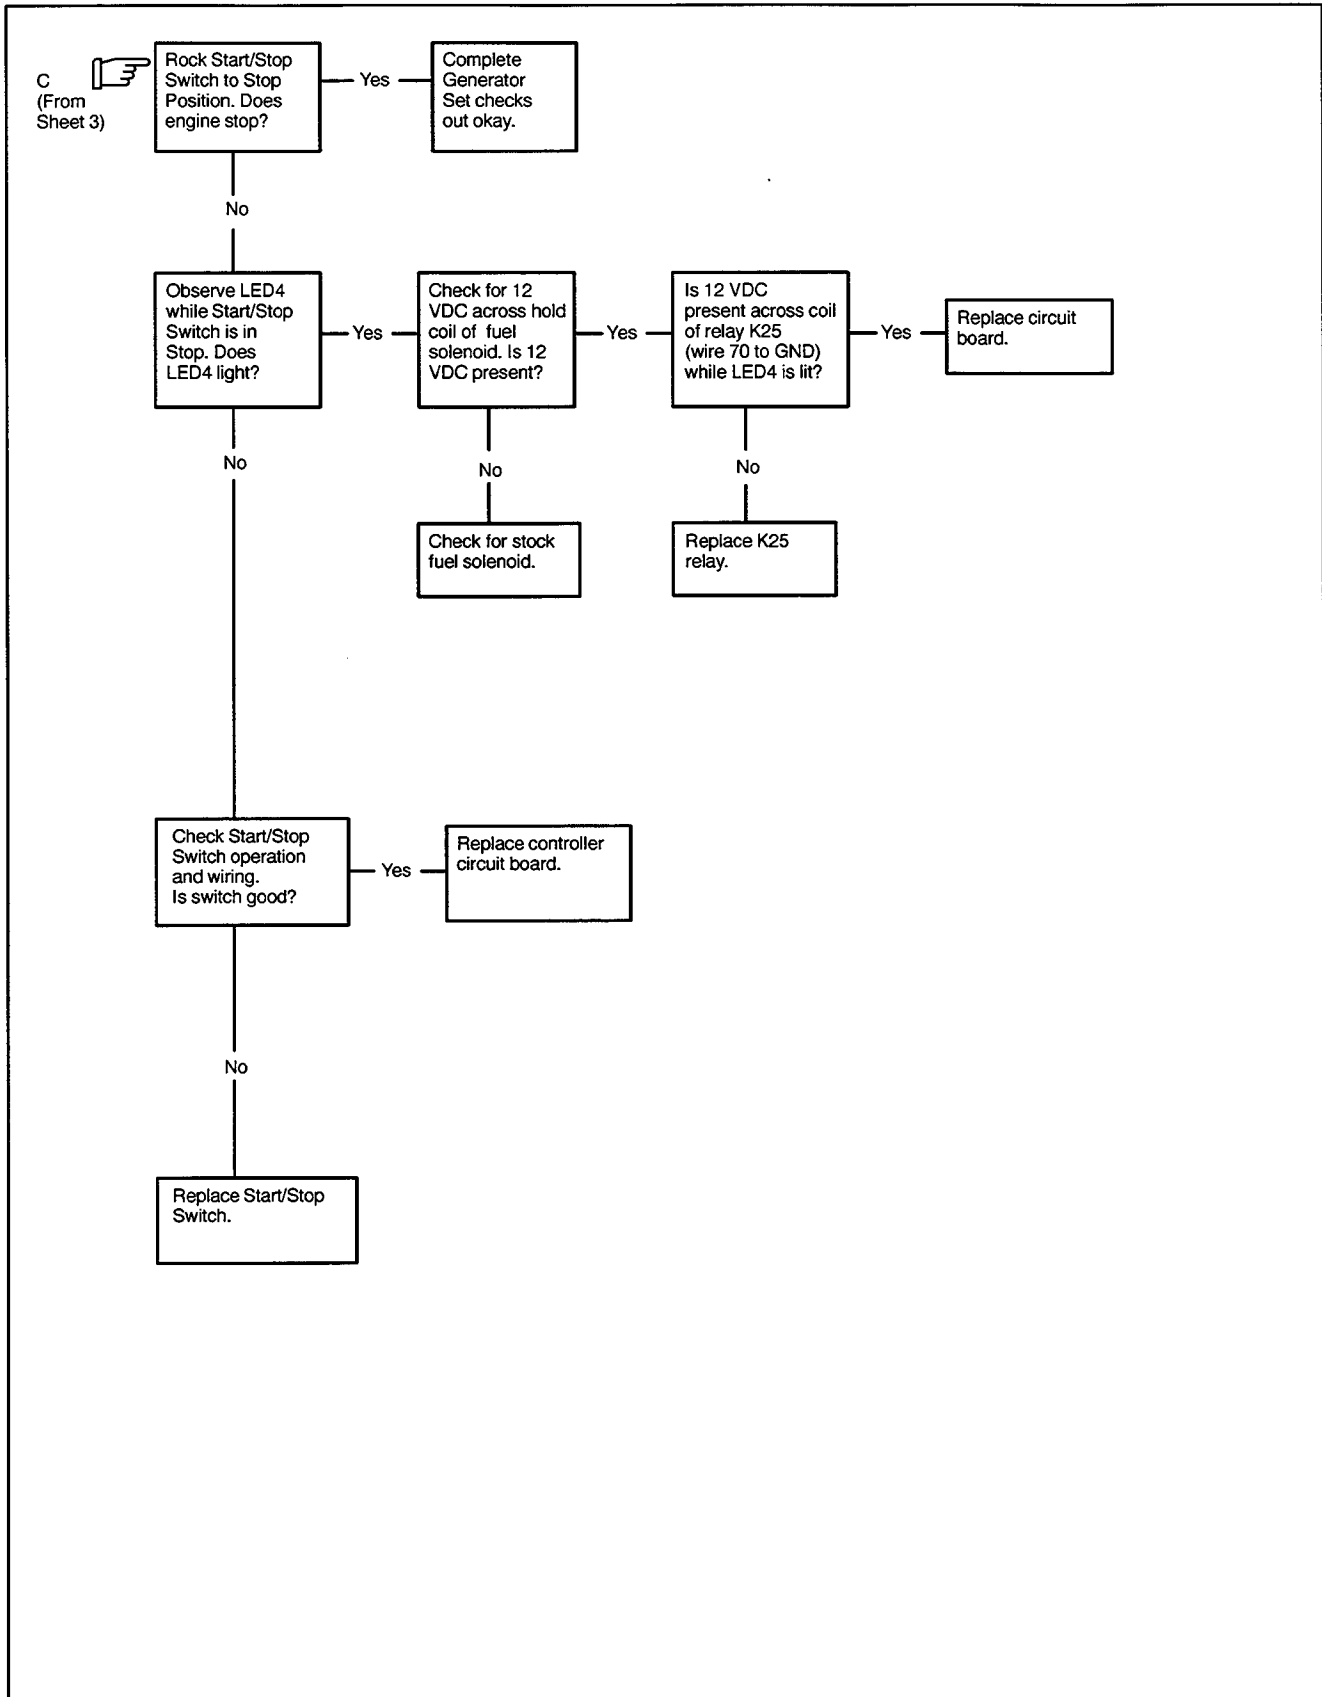 C
(From
Sheet 3)
Rock Start/Stop
Switch to Stop
Position. Does
engine stop?
Yes
Complete
Generator
Set checks
out okay.
No
Observe LED4
while Start/Stop
Switch is in
Stop. Does
LED4 light?
Yes
Check for 12
VDC across hold
coil of fuel
solenoid. Is 12
VDC present?
Yes
Is 12 VDC
present across coil
of relay K25
(wire 70 to GND)
while LED4 is lit?
Yes
Replace circuit
board.
No
No
No
Check for stock
fuel solenoid.
Replace K25
relay.
Check Start/Stop
Switch operation
and wiring.
Is switch good?
Yes
Replace controller
circuit board.
No
Replace Start/Stop
Switch.